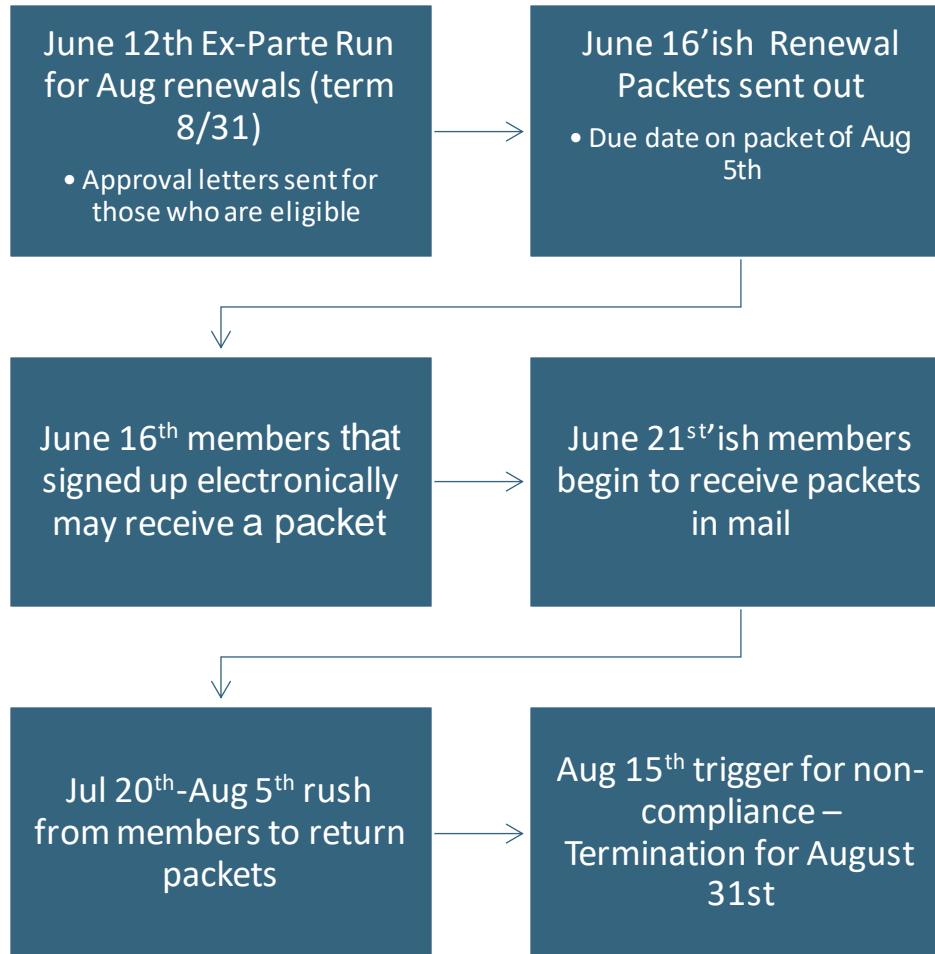 June 12th Ex-Parte Run
for Aug renewals (term
8/31)
• Approval letters sent for
those who are eligible
June 16’ish Renewal
Packets sent out
• Due date on packet of Aug
5th
June 16th members that
signed up electronically
may receive a packet
June 21st’ish members
begin to receive packets
in mail
Jul 20th-Aug 5th rush
from members to return
packets
Aug 15th trigger for non-
compliance –
Termination for August
31st